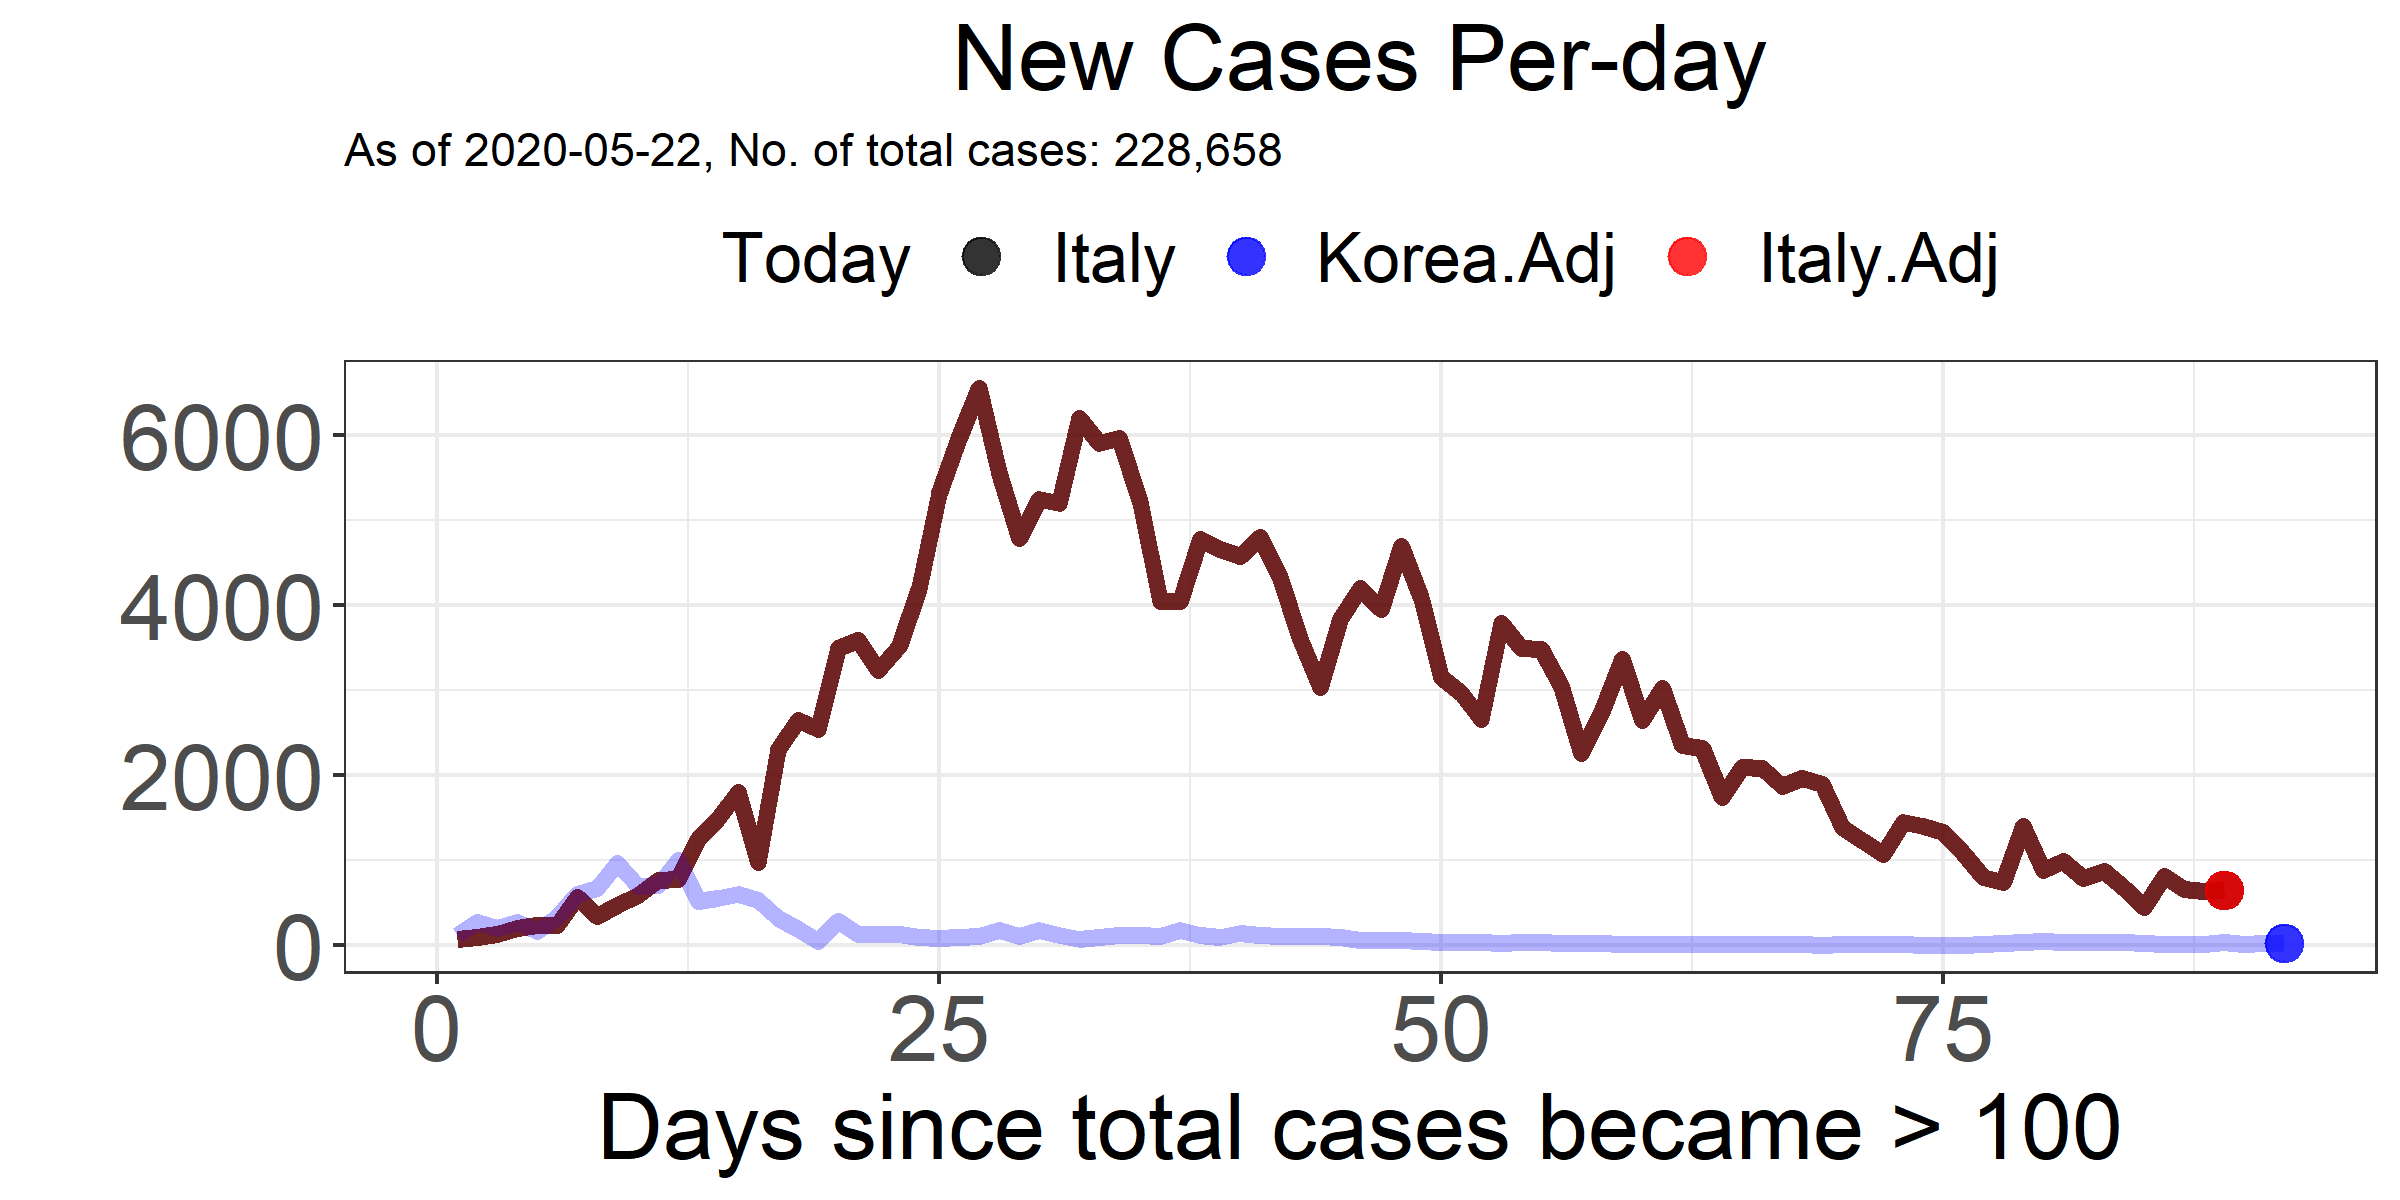 New Cases Per-day
As of 2020-05-22, No. of total cases: 228,658
Today Italy Korea.Adj Italy.Adj
6000
4000
2000
0
0 25 50 75
Days since total cases became > 100